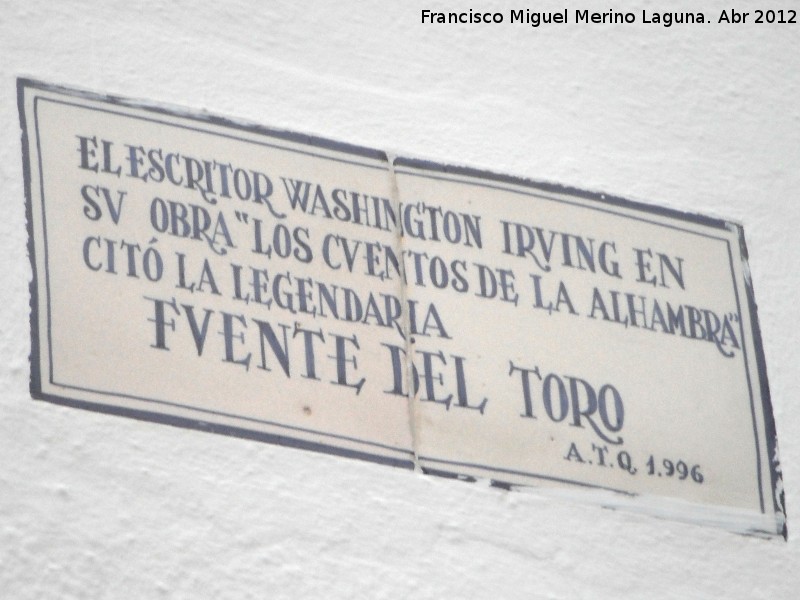 Francisco Miguel Merino Laguna. Abr 2012
EL ESCRITOR WASHINGTON IRVING EN
SV OBRA "LOS CVENTOS DE LA ALHAMBRA"
CITÓ LA LEGENDARIA
FVENTE DEL TORO
A.T.Q. 1.996